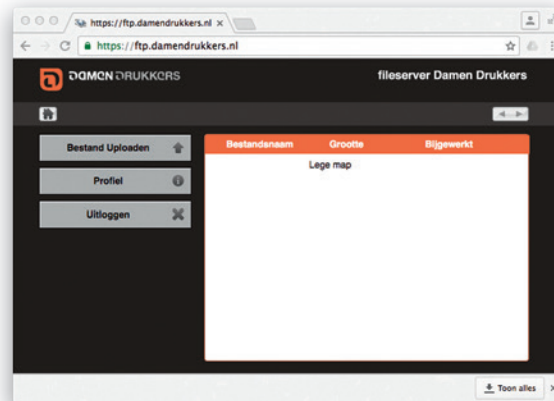 https://ftp.damendrukkers.nl
https://ftp.damendrukkers.nl
DAMEN DRUKKERS
fileserver Damen Drukkers
Bestand Uploaden
Profiel
Uitloggen
Bestandsnaam Grootte Bijgewerkt
Lege map
Toon alles